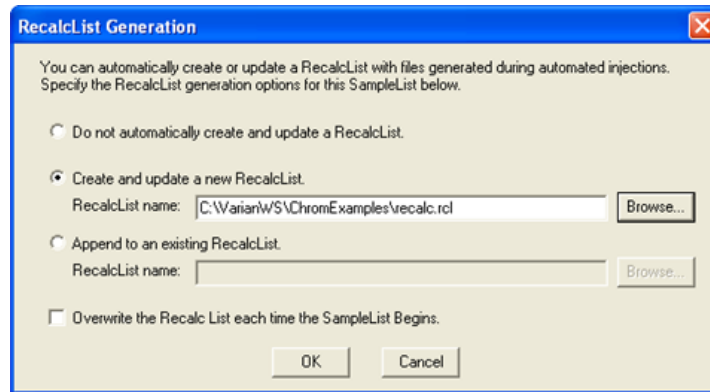 RecalcList Generation
You can automatically create or update a RecalcList with files generated during automated injections.
Specify the RecalcList generation options for this SampleList below.
Do not automatically create and update a RecalcList.
Create and update a new RecalcList.
RecalcList name: C:\VarianWS\ChromExamples\recalc.rcl Browse...
Append to an existing RecalcList.
RecalcList name: Browse...
Overwrite the Recalc List each time the SampleList Begins.
OK Cancel